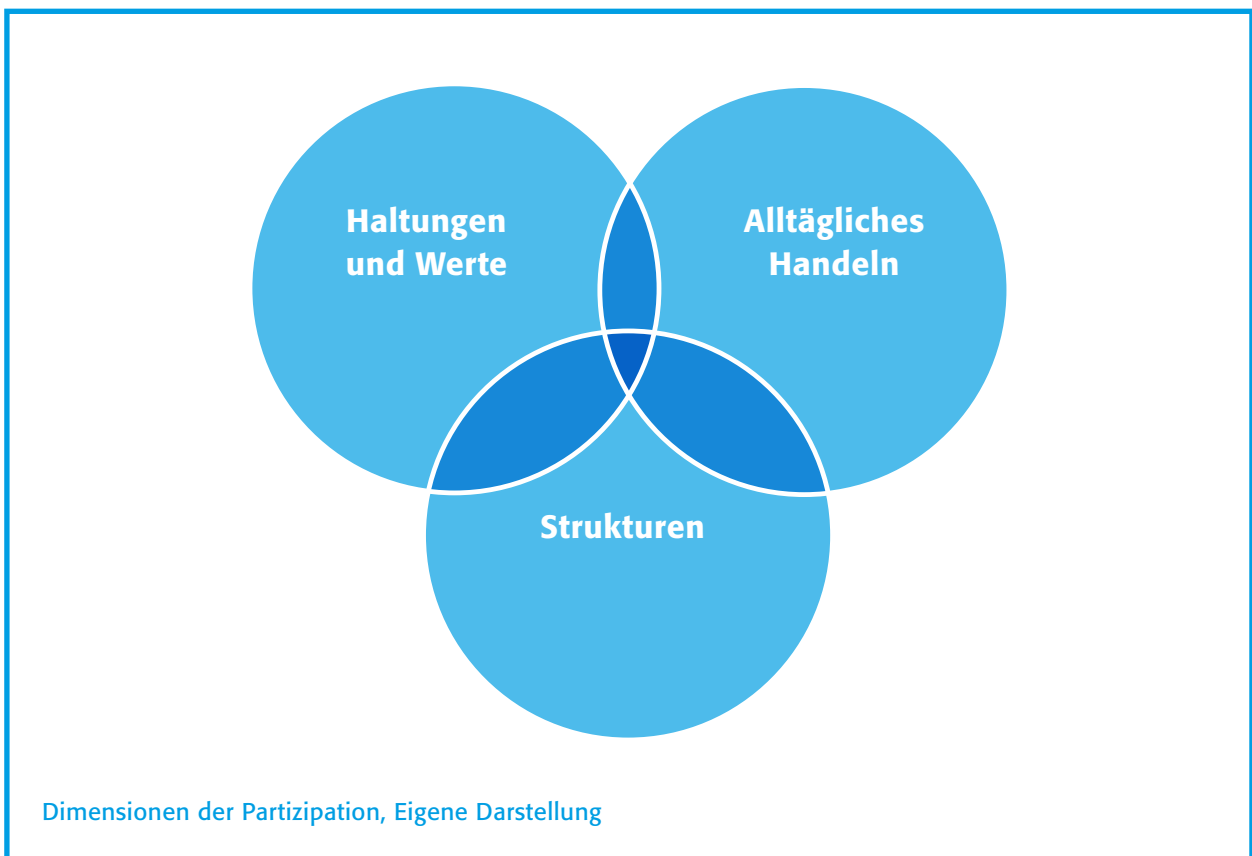 Haltungen
und Werte
Alltägliches
Handeln
Strukturen
Dimensionen der Partizipation, Eigene Darstellung